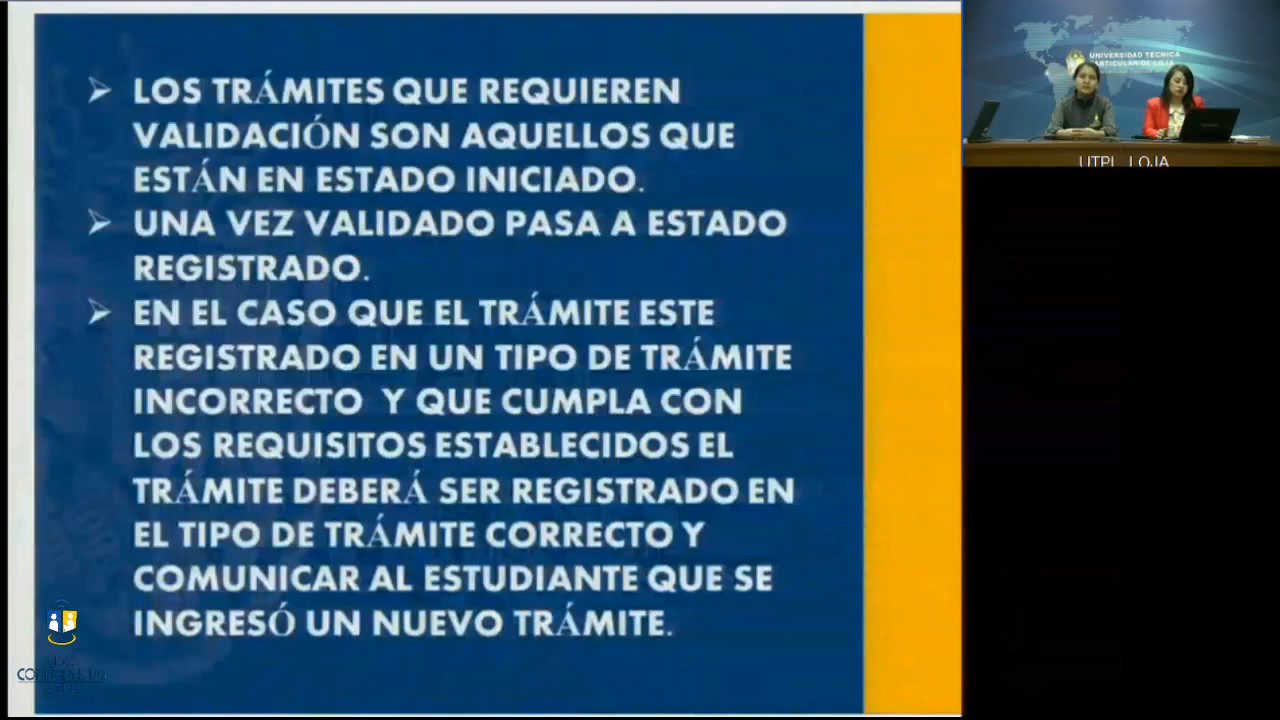 LOS TRÁMITES QUE REQUIEREN
VALIDACIÓN SON AQUELLOS QUE
ESTÁN EN ESTADO INICIADO.
UNA VEZ VALIDADO PASA A ESTADO
REGISTRADO.
EN EL CASO QUE EL TRÁMITE ESTE
REGISTRADO EN UN TIPO DE TRÁMITE
INCORRECTO Y QUE CUMPLA CON
LOS REQUISITOS ESTABLECIDOS EL
TRÁMITE DEBERÁ SER REGISTRADO EN
EL TIPO DE TRÁMITE CORRECTO Y
COMUNICAR AL ESTUDIANTE QUE SE
INGRESÓ UN NUEVO TRÁMITE.
UNIVERSIDAD TÉCNICA
PARTICULAR DE LOJA
UTPL LOJA
UTPL